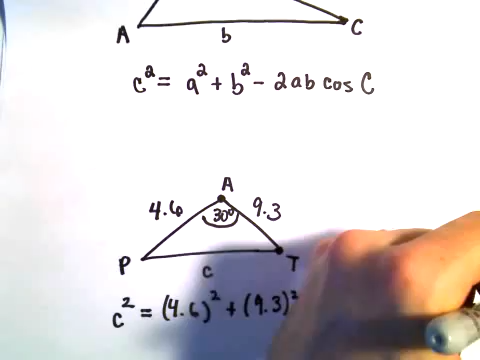 A b C
c² = a² + b² - 2ab cos C
A
4.6 30° 9.3
P c T
c² = (4.6)² + (9.3)²